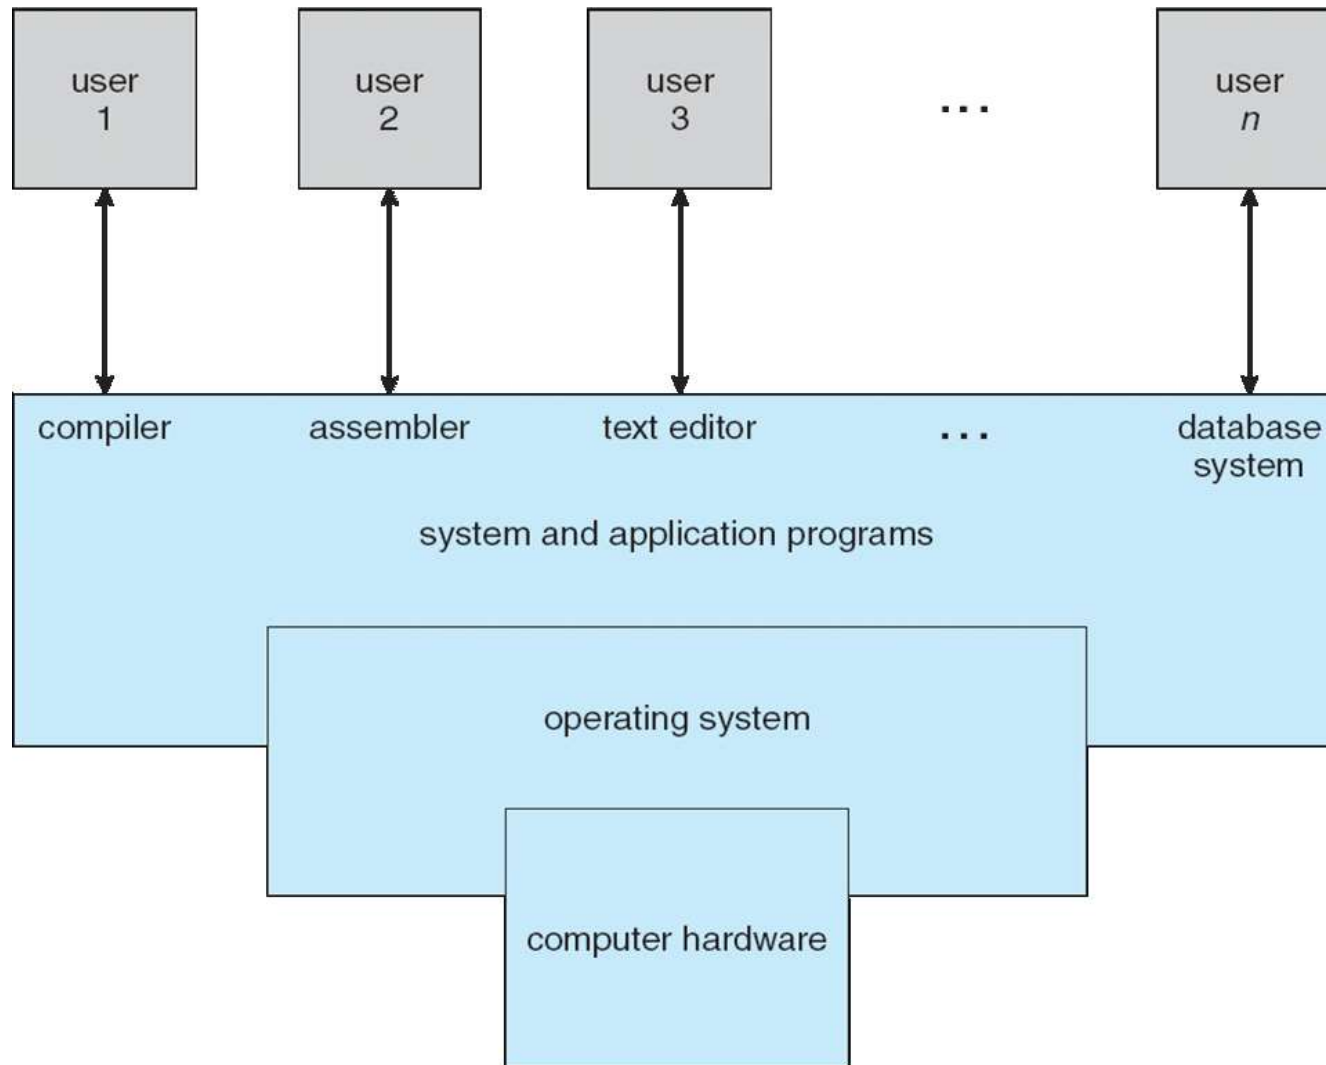 user
1
user
2
user
3
...
user
n
compiler
assembler
text editor
...
database
system
system and application programs
operating system
computer hardware